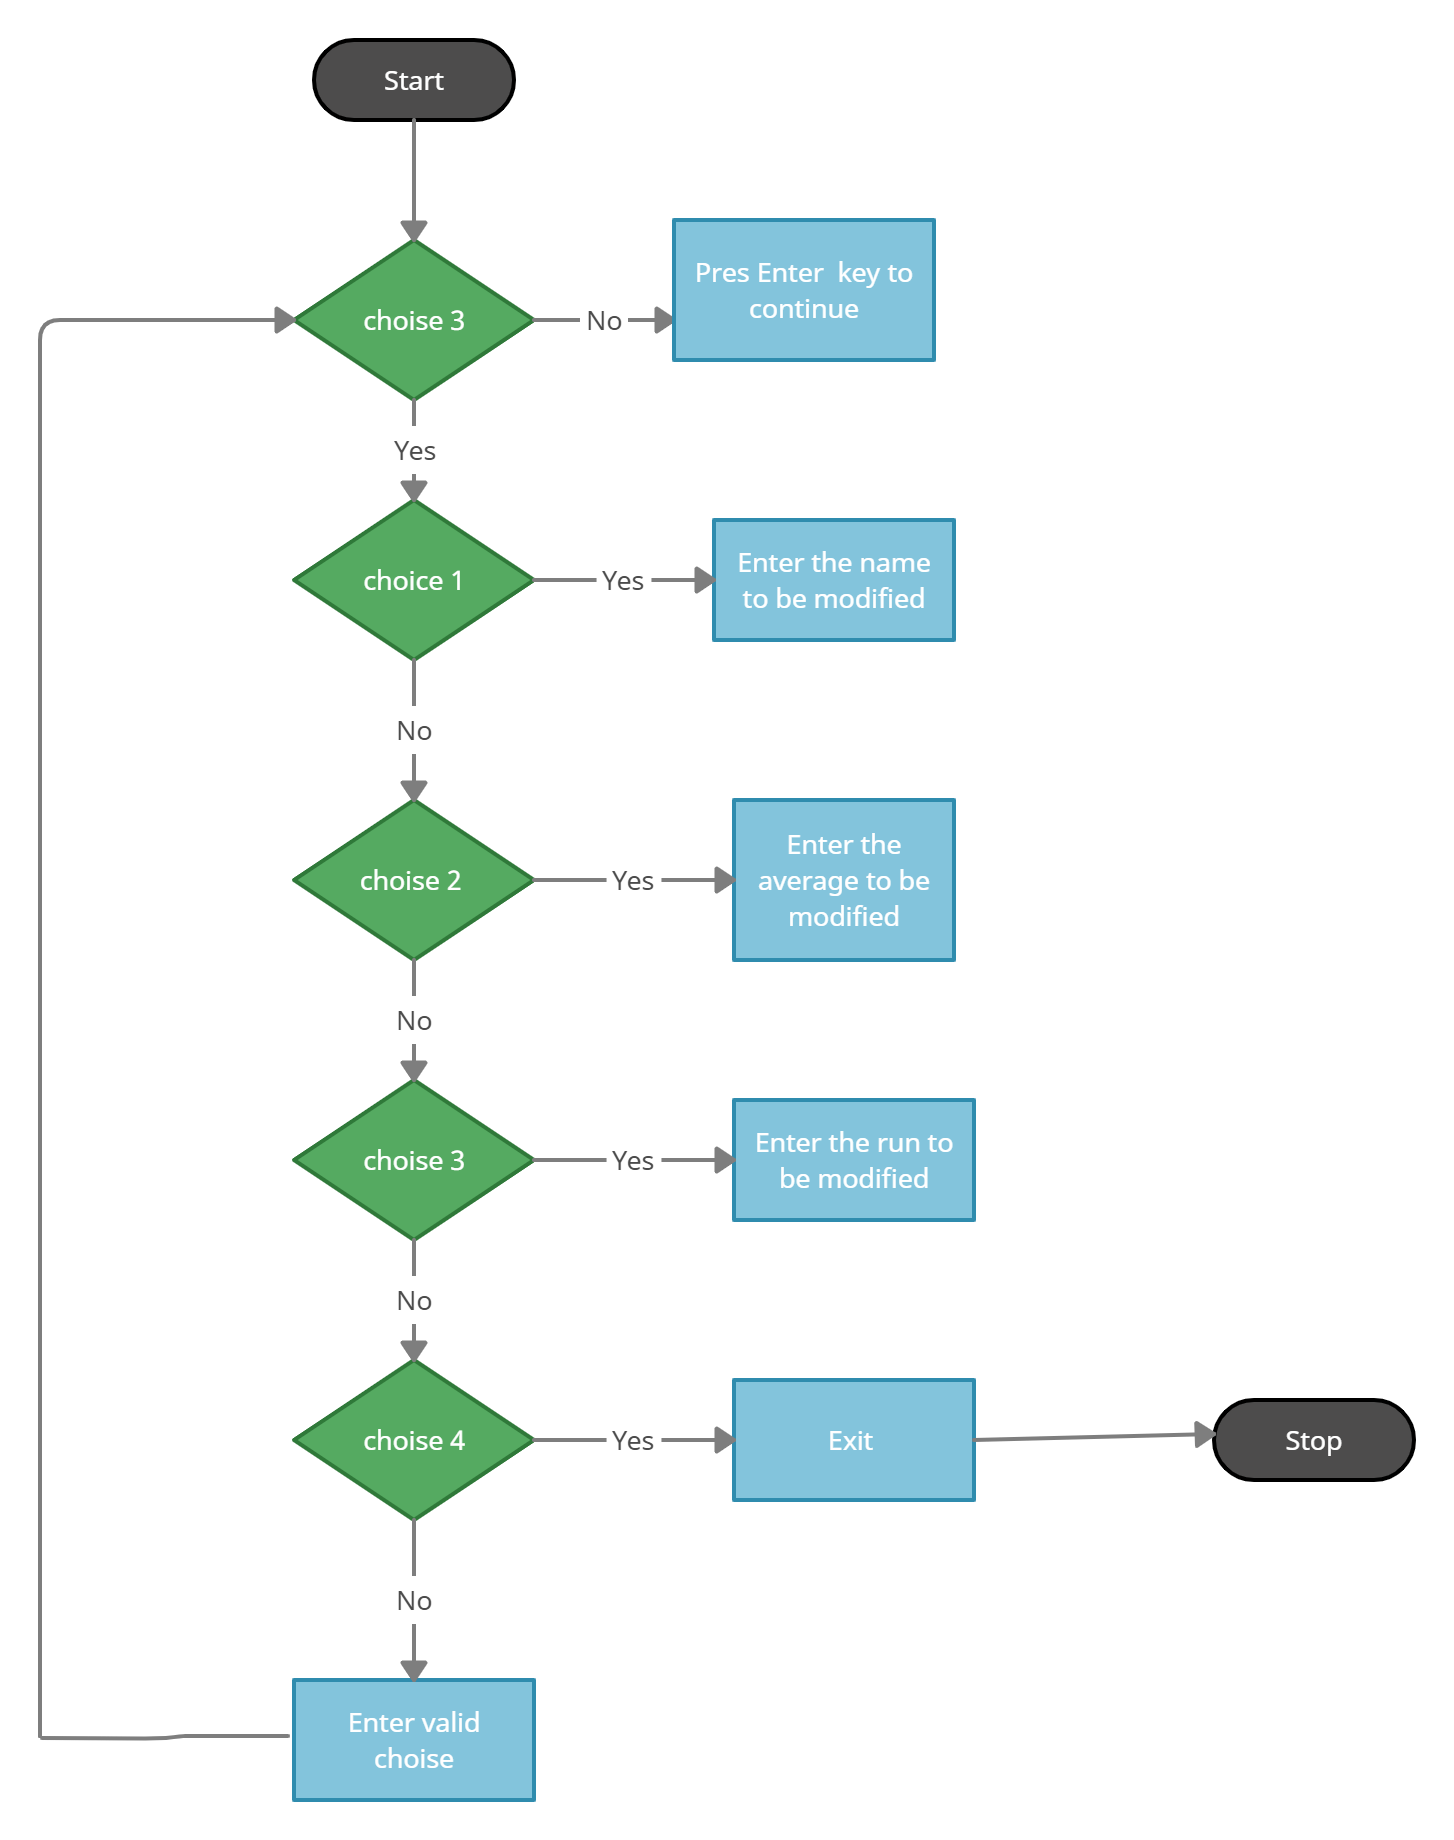 Start
choise 3
No
Pres Enter  key to
continue
Yes
choice 1
Yes
Enter the name
to be modified
No
choise 2
Yes
Enter the
average to be
modified
No
choise 3
Yes
Enter the run to
be modified
No
choise 4
Yes
Exit
Stop
No
Enter valid
choise